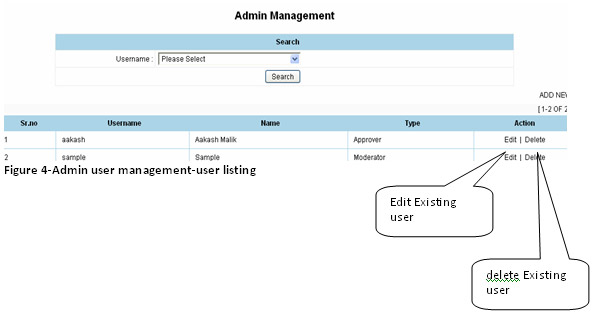 Admin Management
Search
Username : Please Select
Search
ADD NEW
[1-2 OF 2
Sr.no Username Name Type Action
1 aakash Aakash Malik Approver Edit | Delete
2 sample Sample Moderator Edit | Delete
Figure 4-Admin user management-user listing
Edit Existing
user
delete Existing
user